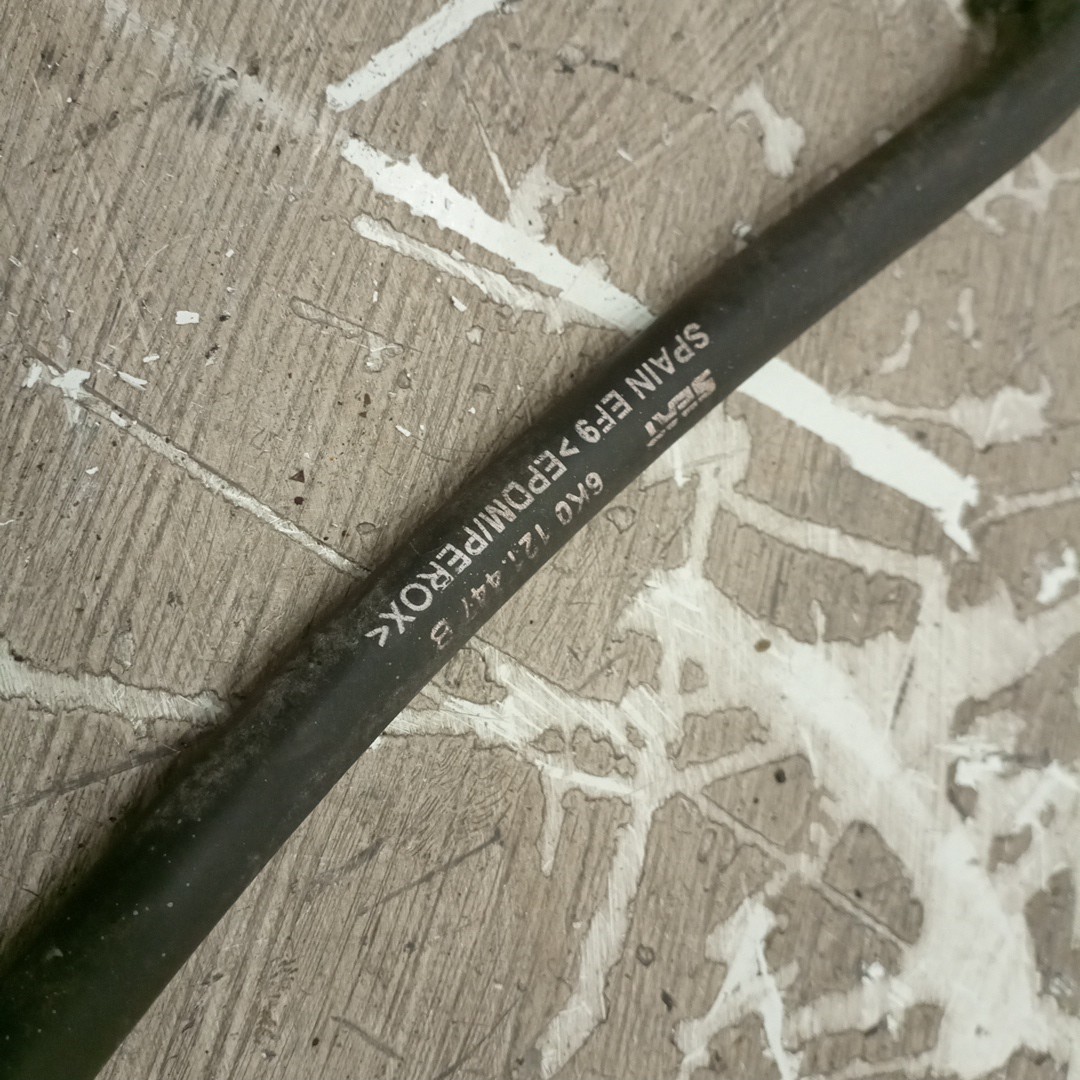 SEAT
6K0 121.447 B
SPAIN EF9 >EPDM/PEROX<